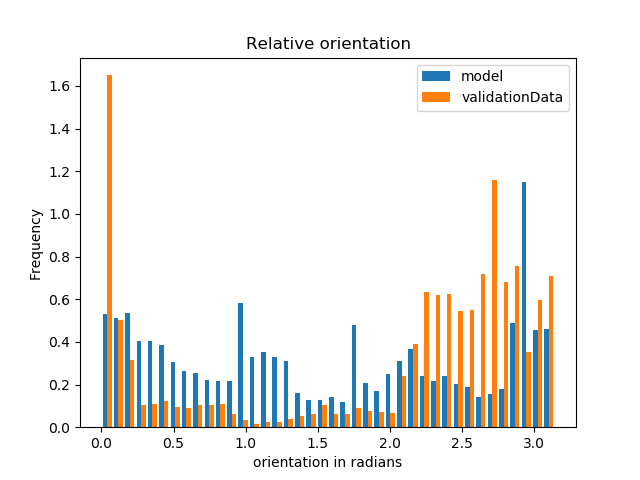 Relative orientation
model
validationData
Frequency
1.6
1.4
1.2
1.0
0.8
0.6
0.4
0.2
0.0
0.0 0.5 1.0 1.5 2.0 2.5 3.0
orientation in radians